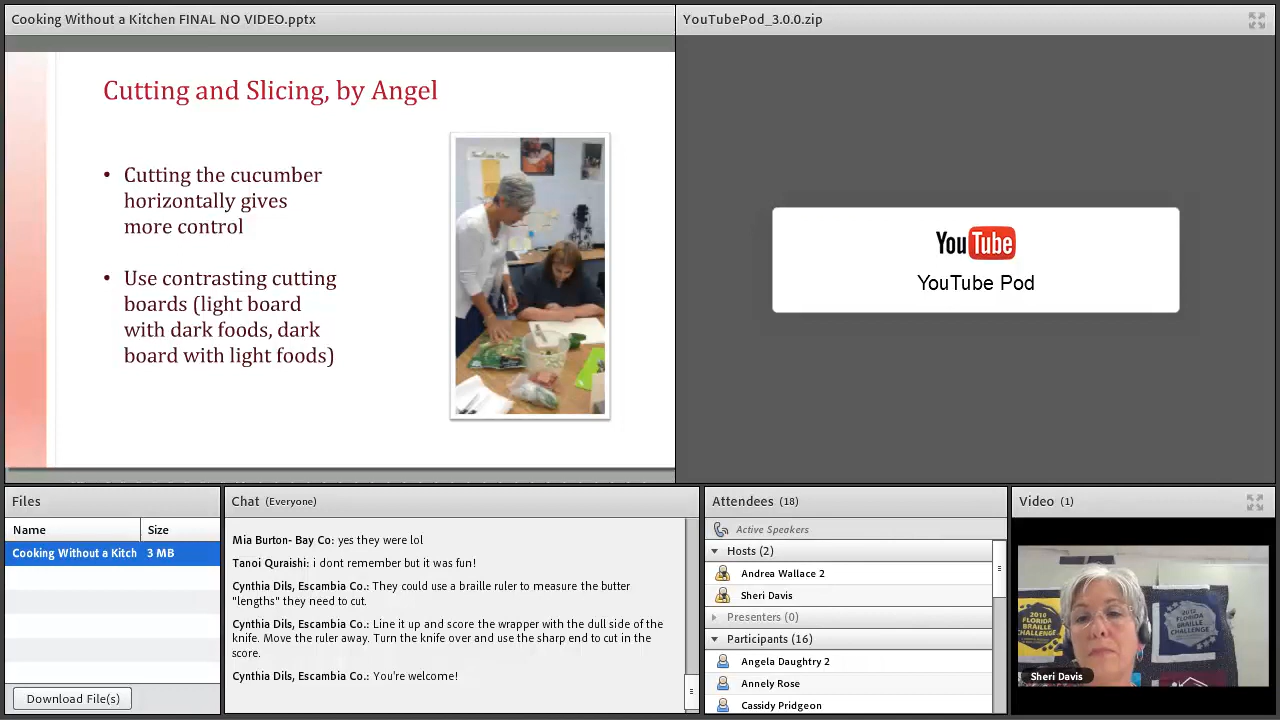 Cooking Without a Kitchen FINAL NO VIDEO.pptx
Cutting and Slicing, by Angel
• Cutting the cucumber
horizontally gives
more control
• Use contrasting cutting
boards (light board
with dark foods, dark
board with light foods)
YouTubePod_3.0.0.zip
YouTube
YouTube Pod
Files
Name Size
Cooking Without a Kitch 3 MB
Download File(s)
Chat (Everyone)
Mia Burton- Bay Co: yes they were lol
Tanoi Quraishi: i dont remember but it was fun!
Cynthia Dils, Escambia Co.: They could use a braille ruler to measure the butter
"lengths" they need to cut.
Cynthia Dils, Escambia Co.: Line it up and score the wrapper with the dull side of the
knife. Move the ruler away. Turn the knife over and use the sharp end to cut in the
score.
Cynthia Dils, Escambia Co.: You're welcome!
Attendees (18)
Active Speakers
Hosts (2)
Andrea Wallace 2
Sheri Davis
Presenters (0)
Participants (16)
Angela Daughtry 2
Annely Rose
Cassidy Pridgeon
Video (1)
FLORIDA
BRAILLE
CHALLENGE
FLORIDA
BRAILLE
CHALLENGE
Sheri Davis